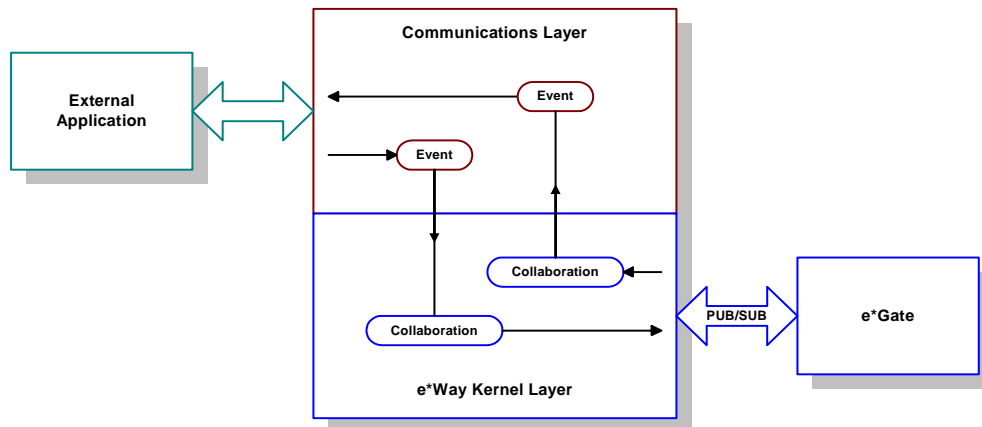 Communications Layer
External
Application
Event
Event
Collaboration
Collaboration
PUB/SUB
e*Gate
e*Way Kernel Layer